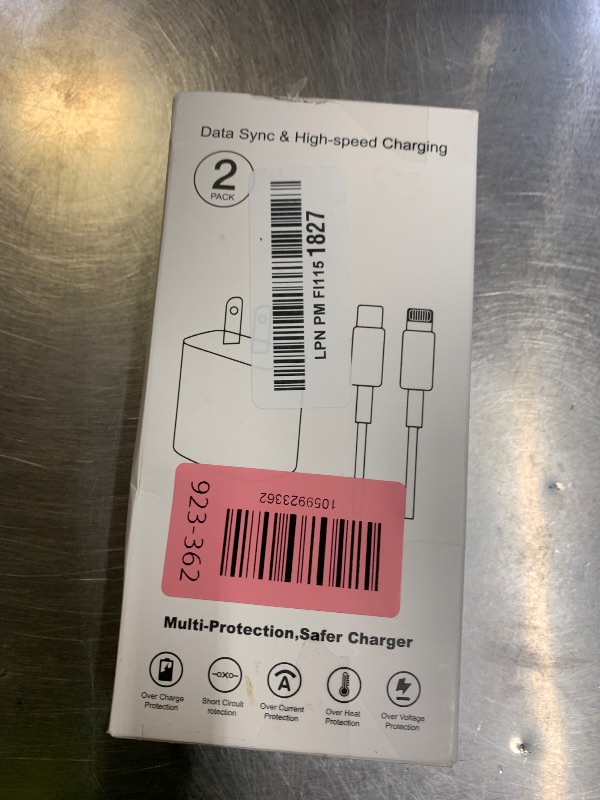 Data Sync & High-speed Charging
2
PACK
LPN PM FI115 1827
1059923362
923-362
Multi-Protection,Safer Charger
Over Charge
Protection
Short Circuit
rotection
A
Over Current
Protection
Over Heat
Protection
Over Voltage
Protection